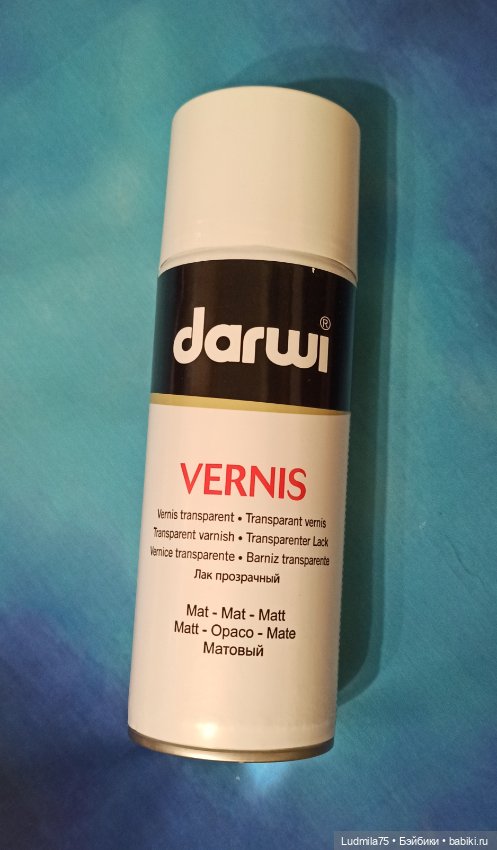 darwi®
VERNIS
Vernis transparent • Transparant vernis
Transparent varnish • Transparenter Lack
Vernice transparente • Barniz transparente
Лак прозрачный
Mat - Mat - Matt
Matt - Opaco - Mate
Матовый
Ludmila75 • Бэйбики • babiki.ru